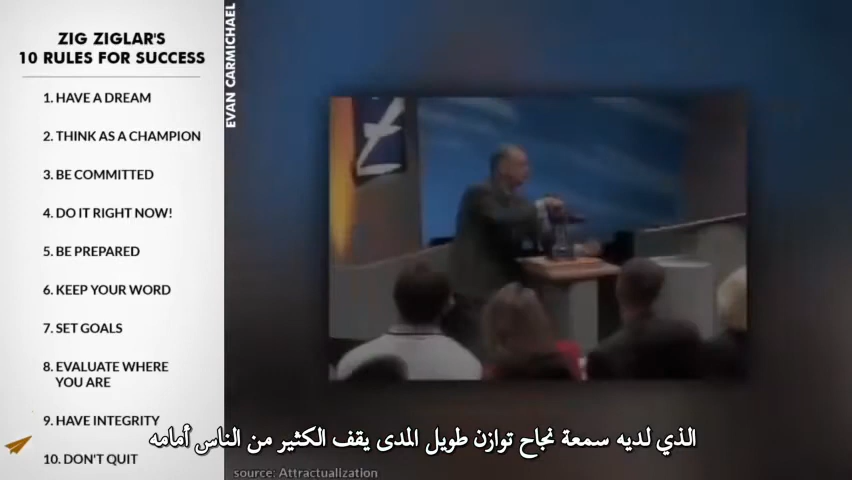 ZIG ZIGLAR'S
10 RULES FOR SUCCESS
1. HAVE A DREAM
2. THINK AS A CHAMPION
3. BE COMMITTED
4. DO IT RIGHT NOW!
5. BE PREPARED
6. KEEP YOUR WORD
7. SET GOALS
8. EVALUATE WHERE
YOU ARE
9. HAVE INTEGRITY
10. DON'T QUIT
EVAN CARMICHAEL
الذي لديه سمعة نجاح توازن طويل المدى يقف الكثير من الناس أمامه
source: Attractualization